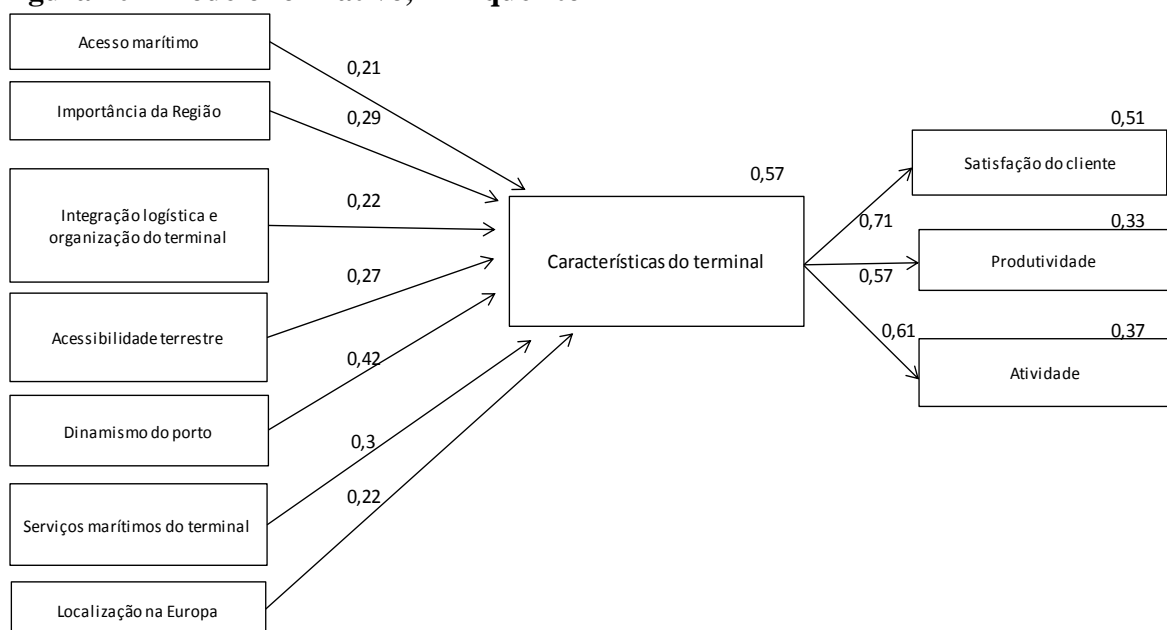 Acesso marítimo
0,21
Importância da Região
0,29
0,51
Satisfação do cliente
0,57
Integração logística e
organização do terminal
0,22
0,71
0,33
Características do terminal
Produtividade
0,57
0,27
Acessibilidade terrestre
0,61
0,37
Atividade
0,42
Dinamismo do porto
0,3
Serviços marítimos do terminal
0,22
Localização na Europa